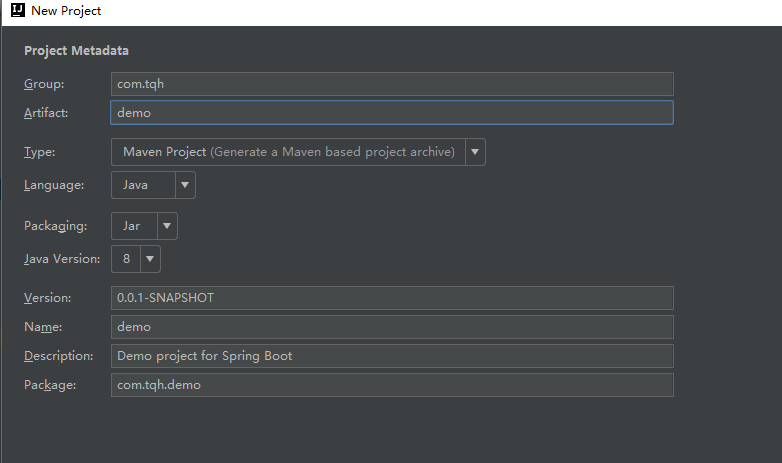 IJ New Project
Project Metadata
Group: com.tqh
Artifact: demo
Type: Maven Project (Generate a Maven based project archive)
Language: Java
Packaging: Jar
Java Version: 8
Version: 0.0.1-SNAPSHOT
Name: demo
Description: Demo project for Spring Boot
Package: com.tqh.demo